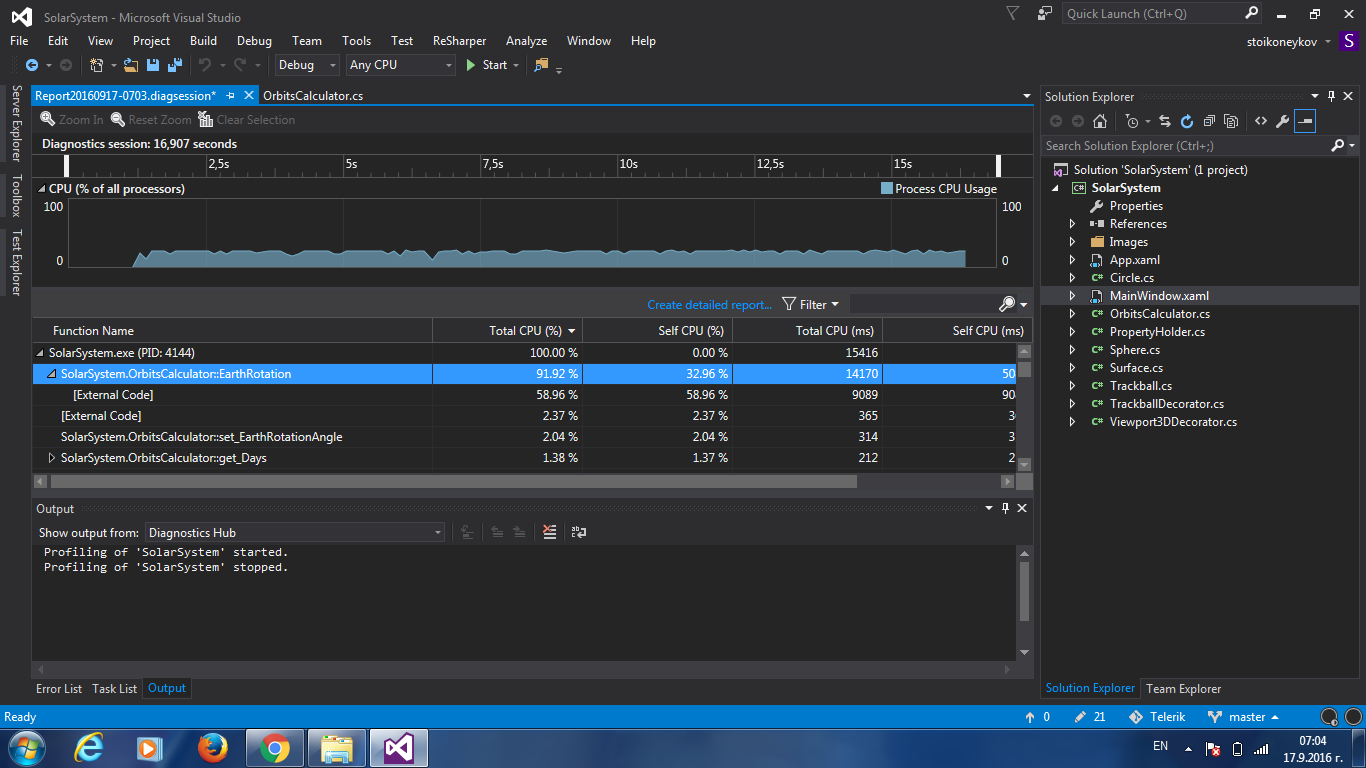 SolarSystem - Microsoft Visual Studio
Quick Launch (Ctrl+Q)
File Edit View Project Build Debug Team Tools Test ReSharper Analyze Window Help
stoikoneykov S
Debug Any CPU Start
Server Explorer
Toolbox
Test Explorer
Report20160917-0703.diagsession* OrbitsCalculator.cs
Zoom In Reset Zoom Clear Selection
Diagnostics session: 16,907 seconds
2,5s 5s 7,5s 10s 12,5s 15s
CPU (% of all processors) Process CPU Usage
100 100
0 0
Create detailed report... Filter
Function Name Total CPU (%) Self CPU (%) Total CPU (ms) Self CPU (ms)
SolarSystem.exe (PID: 4144) 100.00 % 0.00 % 15416
SolarSystem.OrbitsCalculator::EarthRotation 91.92 % 32.96 % 14170 50
[External Code] 58.96 % 58.96 % 9089 90
[External Code] 2.37 % 2.37 % 365 3
SolarSystem.OrbitsCalculator::set_EarthRotationAngle 2.04 % 2.04 % 314 3
SolarSystem.OrbitsCalculator::get_Days 1.38 % 1.37 % 212 2
Output
Show output from: Diagnostics Hub
Profiling of 'SolarSystem' started.
Profiling of 'SolarSystem' stopped.
Error List Task List Output
Solution Explorer
Search Solution Explorer (Ctrl+;)
Solution 'SolarSystem' (1 project)
C# SolarSystem
Properties
References
Images
App.xaml
C# Circle.cs
MainWindow.xaml
C# OrbitsCalculator.cs
C# PropertyHolder.cs
C# Sphere.cs
C# Surface.cs
C# Trackball.cs
C# TrackballDecorator.cs
C# Viewport3DDecorator.cs
Solution Explorer Team Explorer
Ready 0 21 Telerik master
EN 07:04
17.9.2016 г.